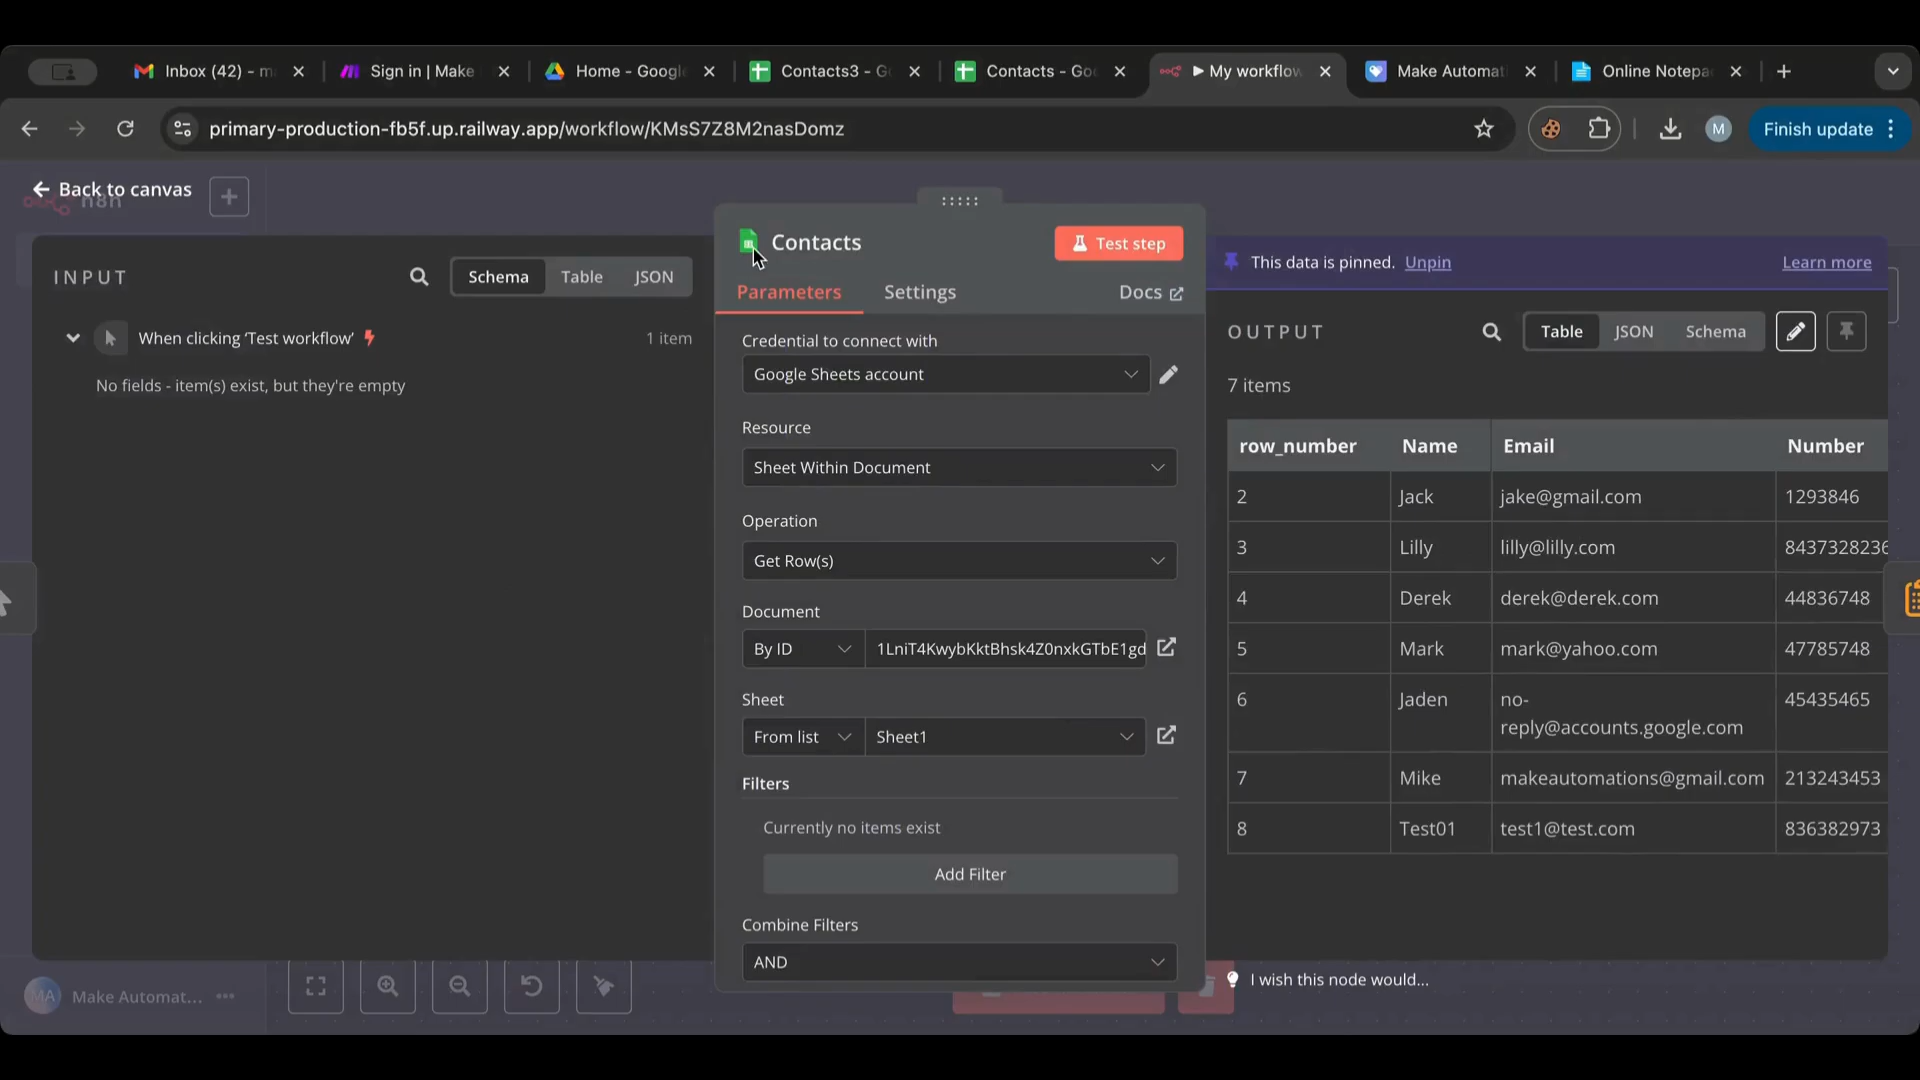 Inbox (42) - m
Sign in | Make
Home - Google
Contacts3 - G
Contacts - Goo
My workflow
Make Automat
Online Notepa
primary-production-fb5f.up.railway.app/workflow/KMsS7Z8M2nasDomz
M
Finish update
Back to canvas
n8n
INPUT
Schema
Table
JSON
When clicking ‘Test workflow’
1 item
No fields - item(s) exist, but they're empty
Contacts
Test step
Parameters
Settings
Docs
Credential to connect with
Google Sheets account
Resource
Sheet Within Document
Operation
Get Row(s)
Document
By ID
1LniT4KwybKktBhsk4Z0nxkGTbE1gd
Sheet
From list
Sheet1
Filters
Currently no items exist
Add Filter
Combine Filters
AND
This data is pinned. Unpin
Learn more
OUTPUT
Table
JSON
Schema
7 items
row_number Name Email Number
2 Jack jake@gmail.com 1293846
3 Lilly lilly@lilly.com 8437328236
4 Derek derek@derek.com 44836748
5 Mark mark@yahoo.com 47785748
6 Jaden no-
reply@accounts.google.com 45435465
7 Mike makeautomations@gmail.com 213243453
8 Test01 test1@test.com 836382973
I wish this node would...
MA
Make Automat...